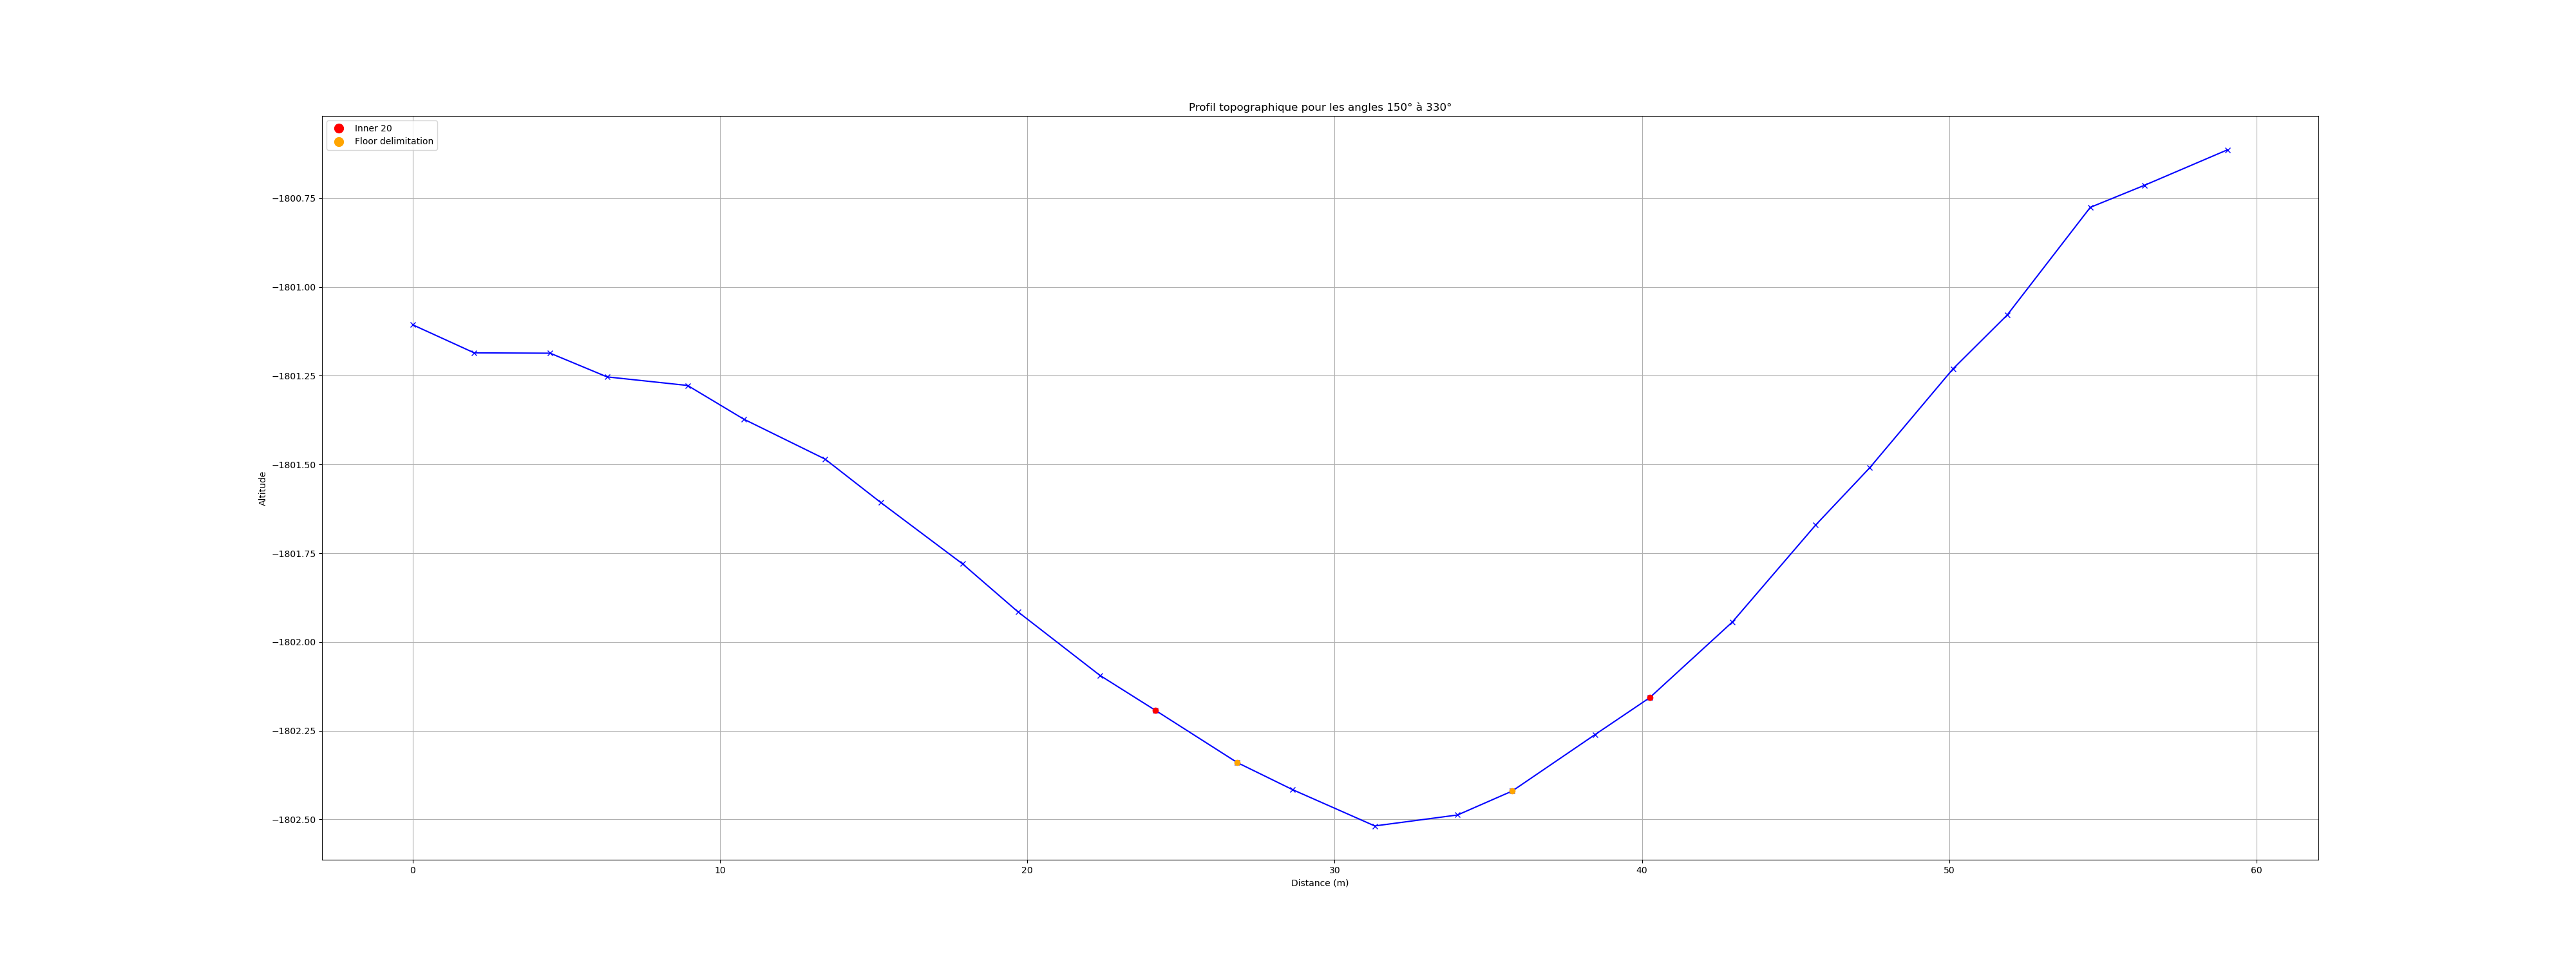 Profil topographique pour les angles 150° à 330°
Inner 20
Floor delimitation
Altitude
−1800.75
−1801.00
−1801.25
−1801.50
−1801.75
−1802.00
−1802.25
−1802.50
0 10 20 30 40 50 60
Distance (m)